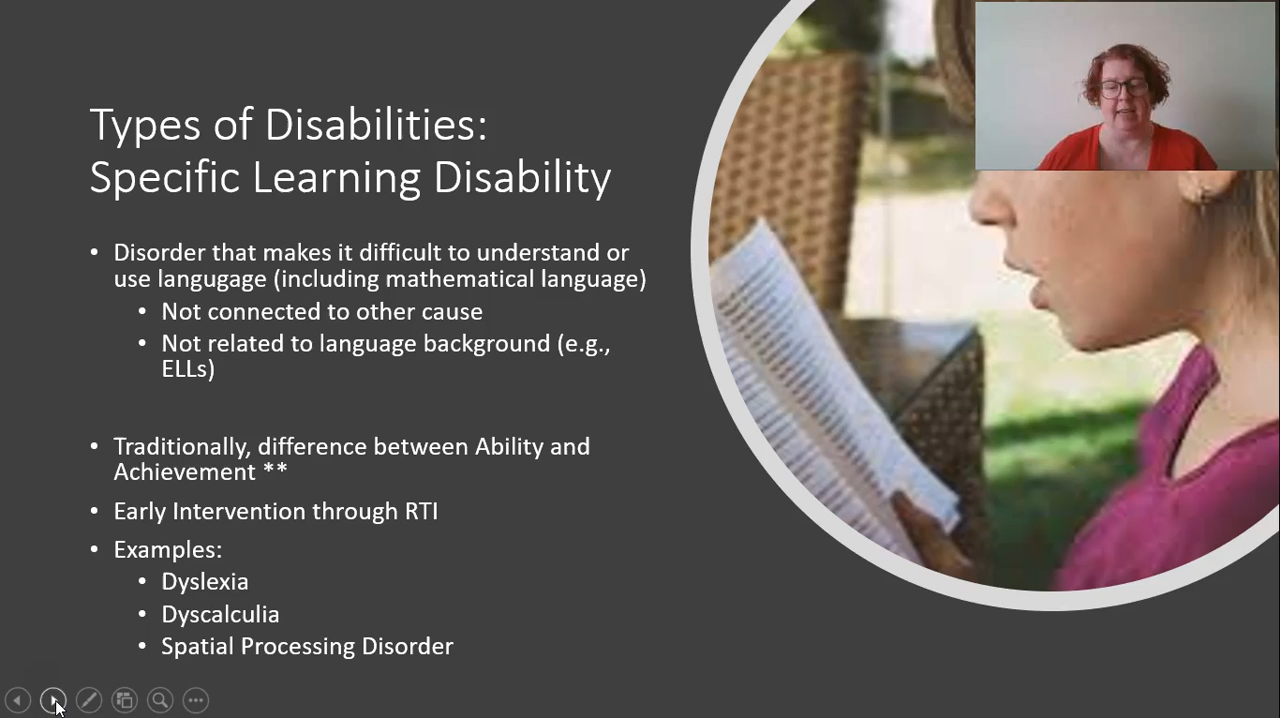 Types of Disabilities:
Specific Learning Disability
• Disorder that makes it difficult to understand or
use langugage (including mathematical language)
• Not connected to other cause
• Not related to language background (e.g.,
ELLs)
• Traditionally, difference between Ability and
Achievement **
• Early Intervention through RTI
• Examples:
• Dyslexia
• Dyscalculia
• Spatial Processing Disorder